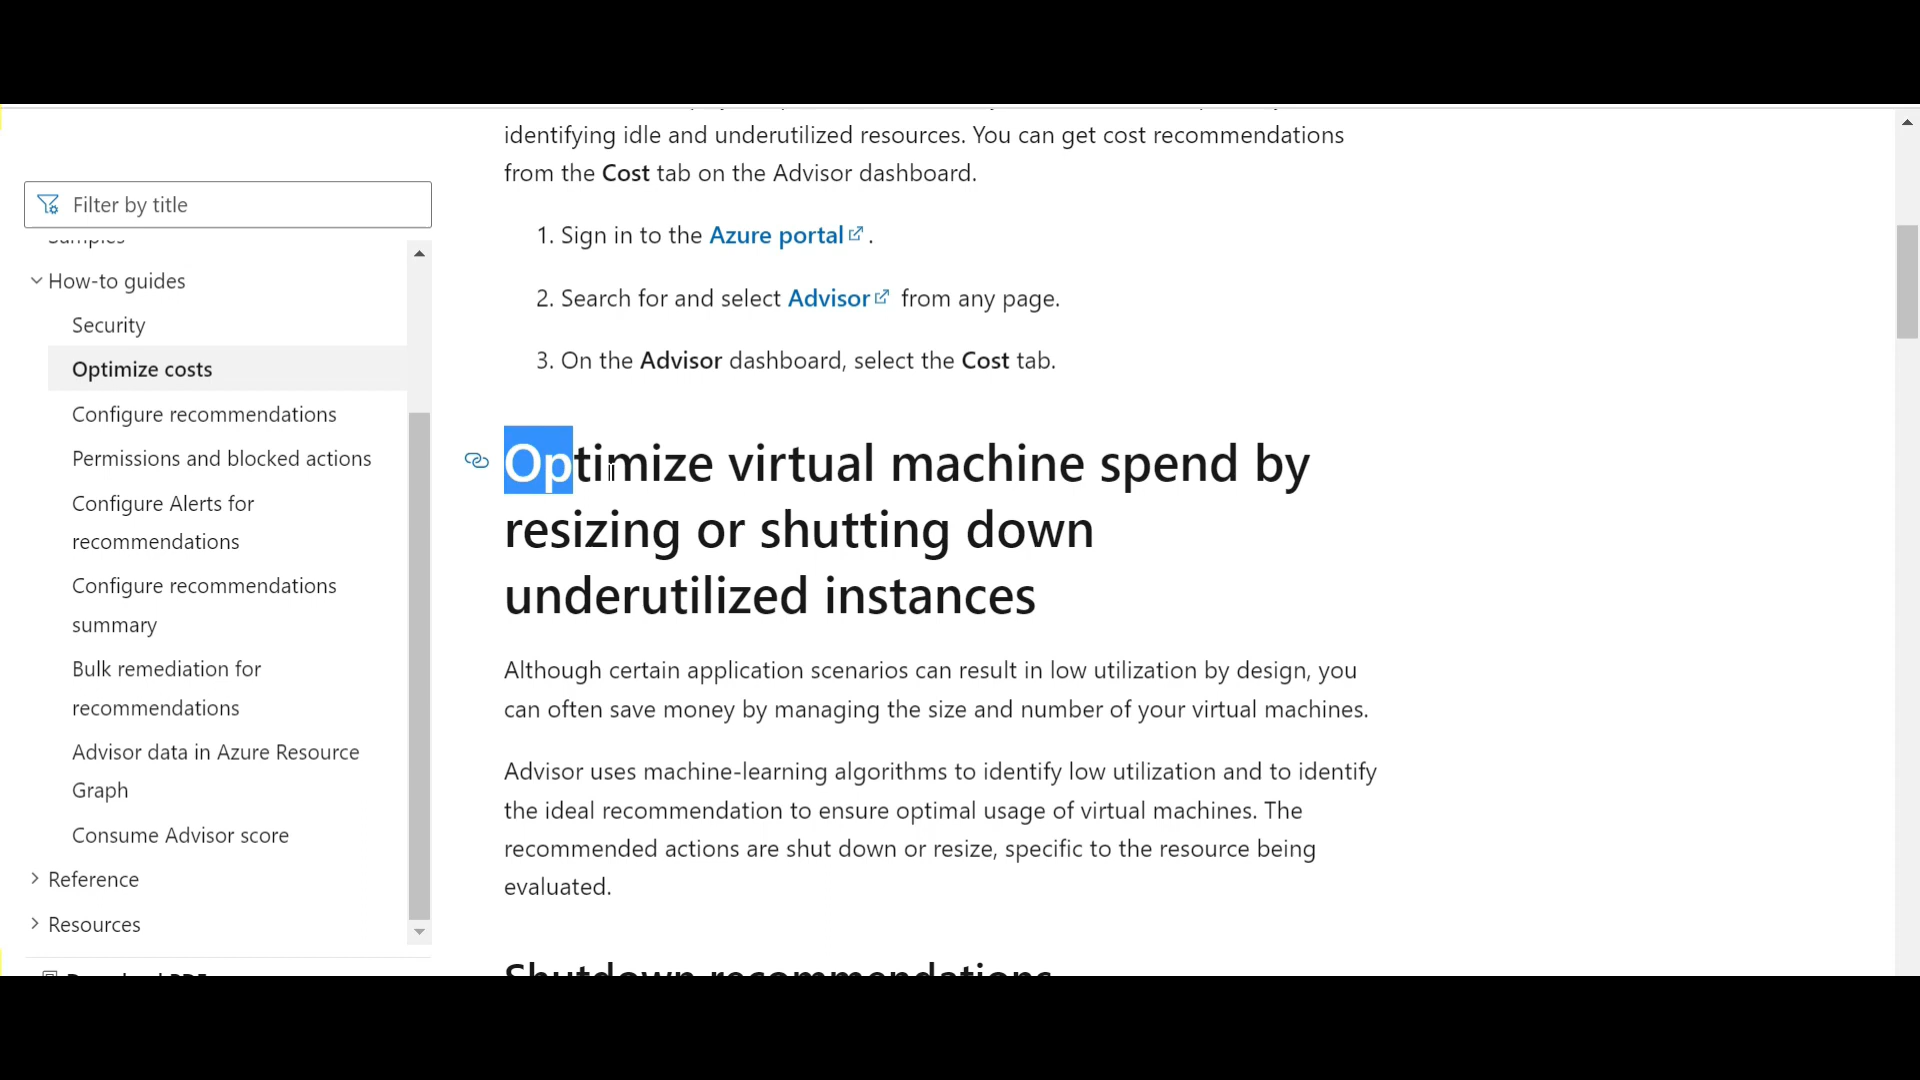 identifying idle and underutilized resources. You can get cost recommendations
from the Cost tab on the Advisor dashboard.
Filter by title
Samples
How-to guides
Security
Optimize costs
Configure recommendations
Permissions and blocked actions
Configure Alerts for
recommendations
Configure recommendations
summary
Bulk remediation for
recommendations
Advisor data in Azure Resource
Graph
Consume Advisor score
Reference
Resources
Download PDF
1. Sign in to the Azure portal .
2. Search for and select Advisor from any page.
3. On the Advisor dashboard, select the Cost tab.
Optimize virtual machine spend by
resizing or shutting down
underutilized instances
Although certain application scenarios can result in low utilization by design, you
can often save money by managing the size and number of your virtual machines.
Advisor uses machine-learning algorithms to identify low utilization and to identify
the ideal recommendation to ensure optimal usage of virtual machines. The
recommended actions are shut down or resize, specific to the resource being
evaluated.
Shutdown recommendations